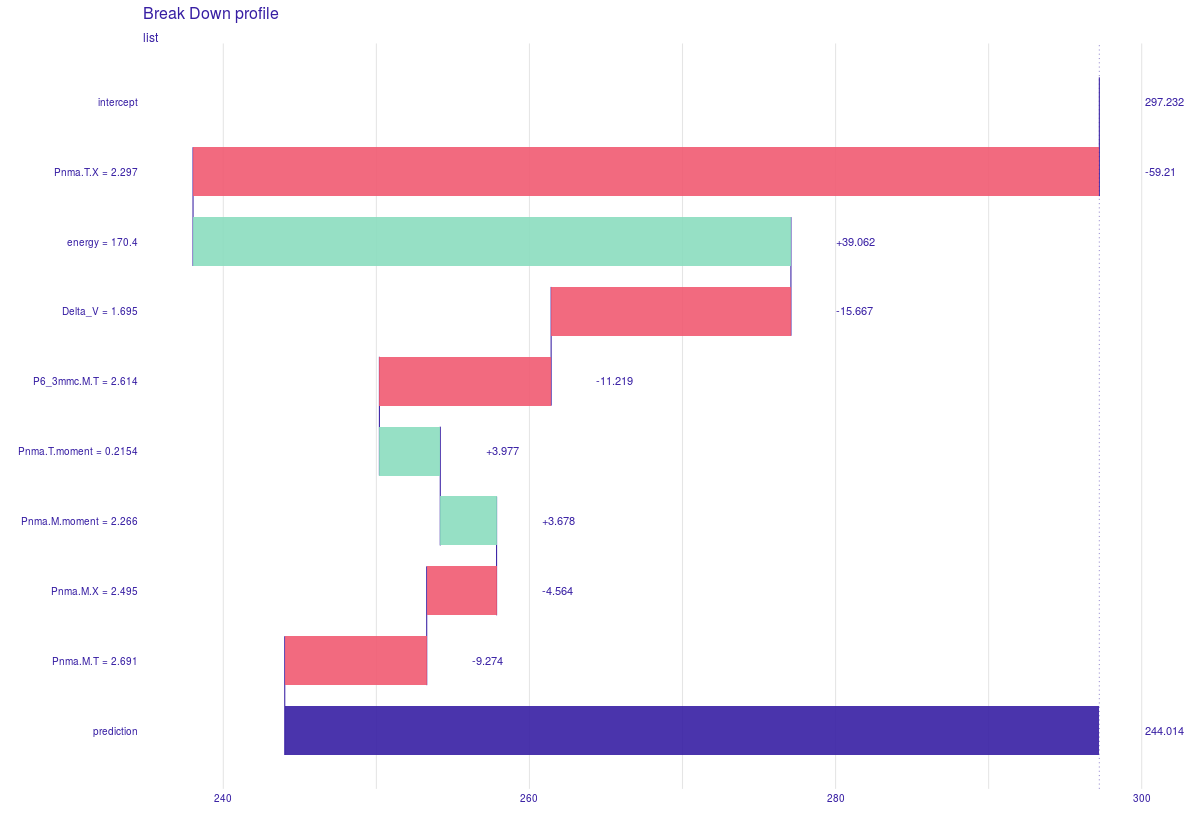 Break Down profile
list
intercept 297.232
Pnma.T.X = 2.297 -59.21
energy = 170.4 +39.062
Delta_V = 1.695 -15.667
P6_3mmc.M.T = 2.614 -11.219
Pnma.T.moment = 0.2154 +3.977
Pnma.M.moment = 2.266 +3.678
Pnma.M.X = 2.495 -4.564
Pnma.M.T = 2.691 -9.274
prediction 244.014
240 260 280 300